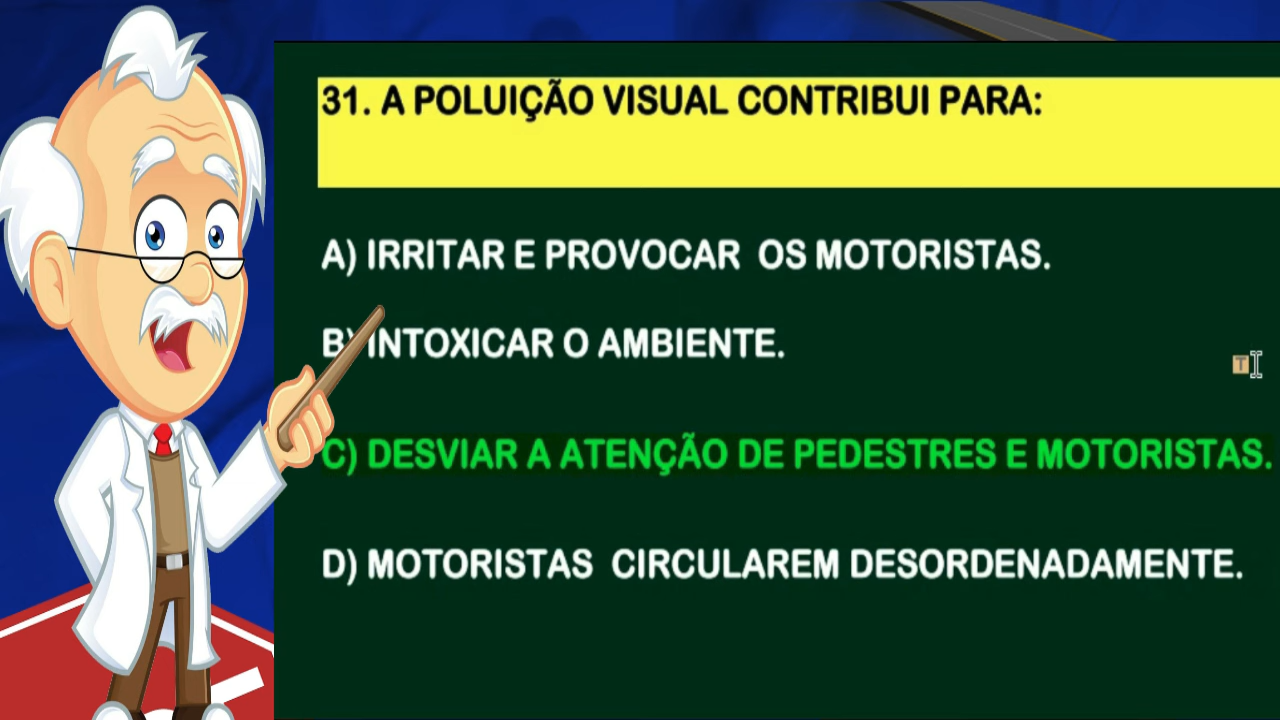 31. A POLUIÇÃO VISUAL CONTRIBUI PARA:
A) IRRITAR E PROVOCAR OS MOTORISTAS.
B) INTOXICAR O AMBIENTE.
C) DESVIAR A ATENÇÃO DE PEDESTRES E MOTORISTAS.
D) MOTORISTAS CIRCULAREM DESORDENADAMENTE.
T